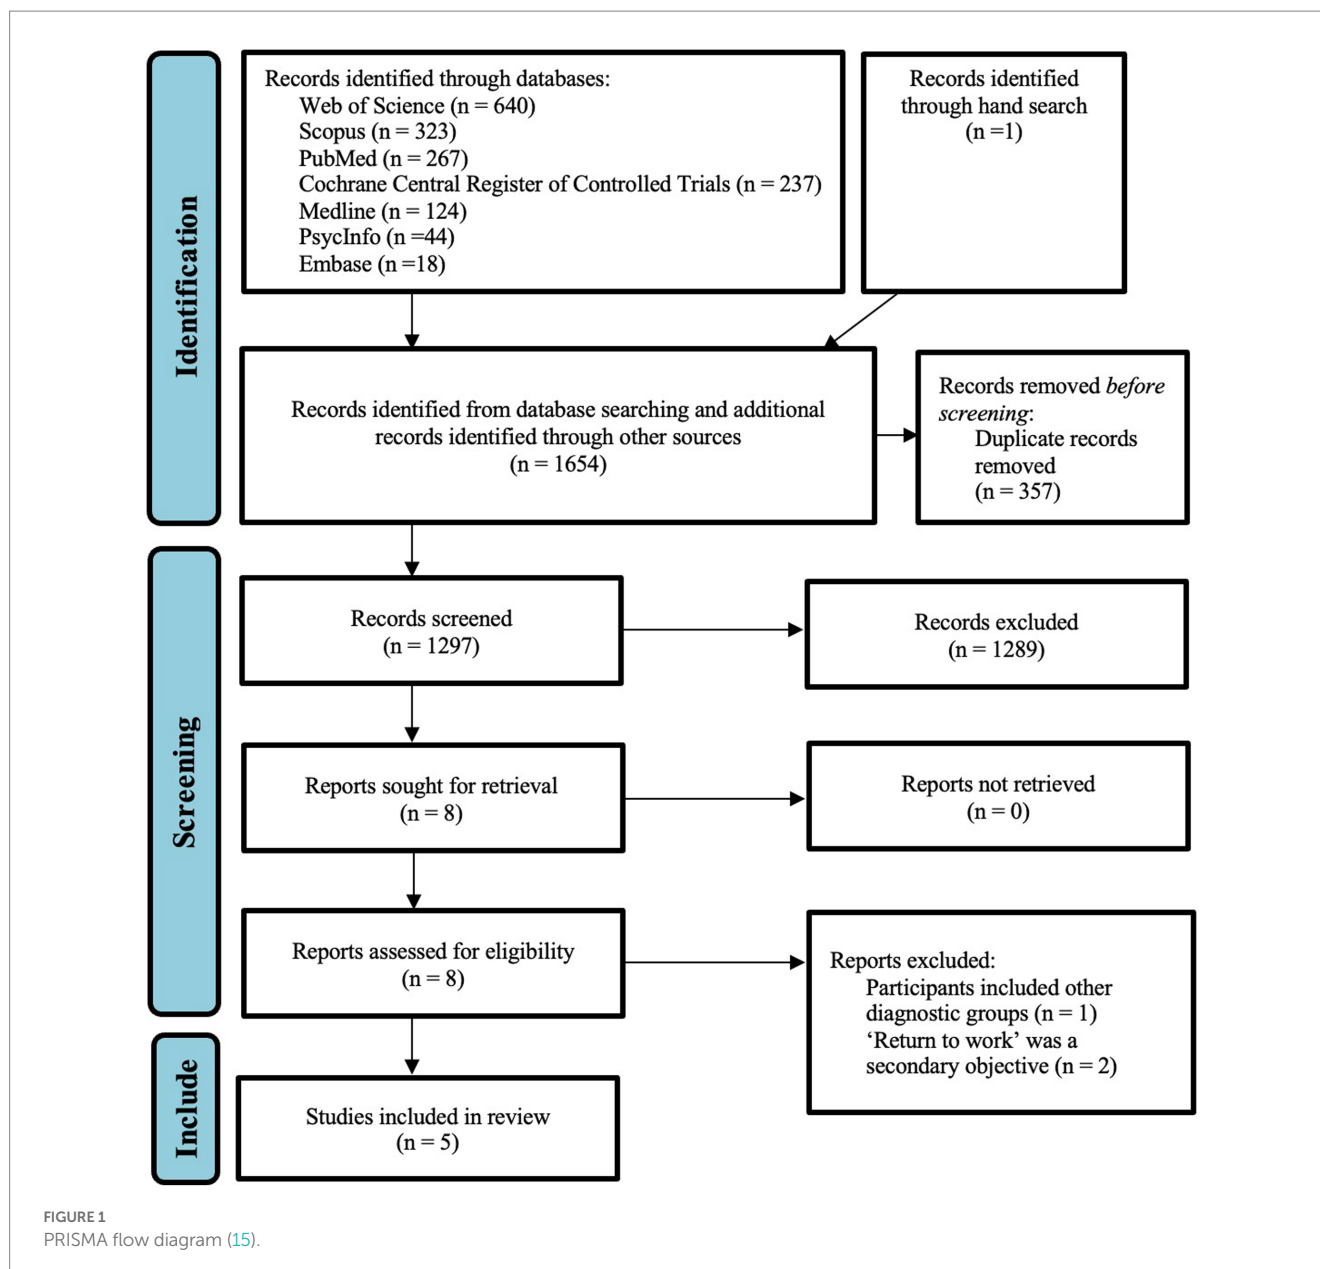 Identification
Records identified through databases:
Web of Science (n = 640)
Scopus (n = 323)
PubMed (n = 267)
Cochrane Central Register of Controlled Trials (n = 237)
Medline (n = 124)
PsycInfo (n =44)
Embase (n =18)
Records identified
through hand search
(n =1)
Records identified from database searching and additional
records identified through other sources
(n = 1654)
Records removed before
screening:
Duplicate records
removed
(n = 357)
Screening
Records screened
(n = 1297)
Records excluded
(n = 1289)
Reports sought for retrieval
(n = 8)
Reports not retrieved
(n = 0)
Reports assessed for eligibility
(n = 8)
Reports excluded:
Participants included other
diagnostic groups (n = 1)
‘Return to work’ was a
secondary objective (n = 2)
Include
Studies included in review
(n = 5)
FIGURE 1
PRISMA flow diagram (15).